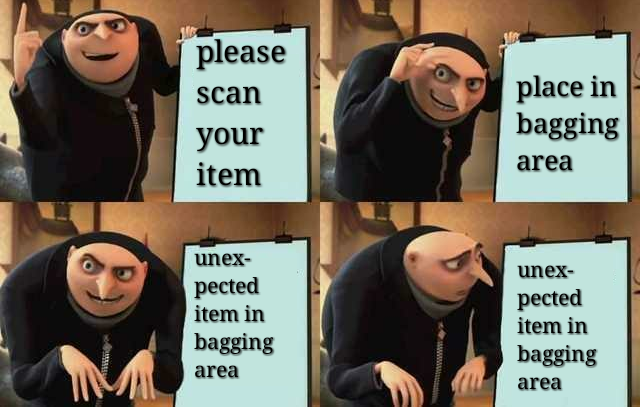 please
scan
your
item
place in
bagging
area
unex-
pected
item in
bagging
area
unex-
pected
item in
bagging
area